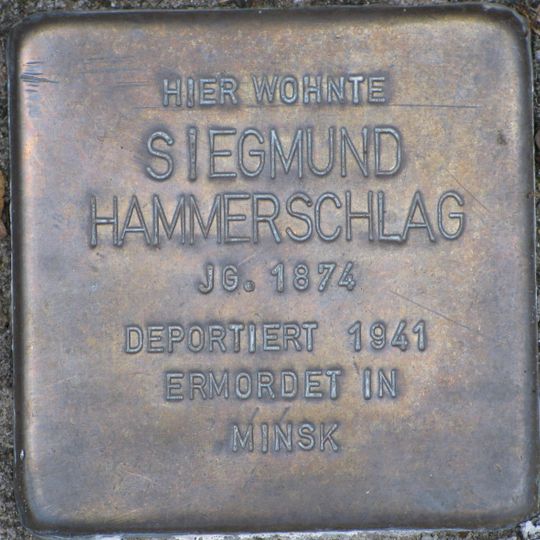 HIER WOHNTE
SIEGMUND
HAMMERSCHLAG
JG. 1874
DEPORTIERT 1941
ERMORDET IN
MINSK